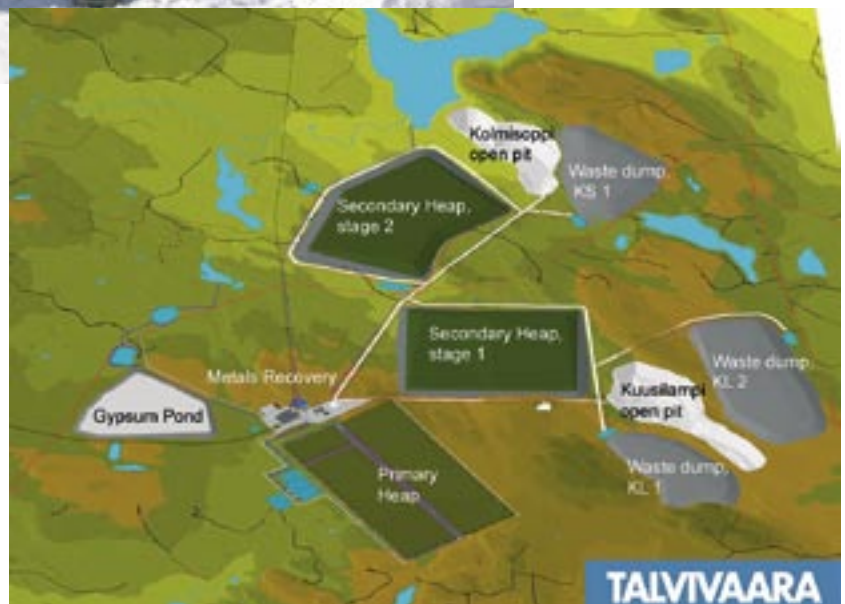 Kolmisoppi
open pit
Waste dump,
KS 1
Secondary Heap,
stage 2
Secondary Heap,
stage 1
Metals Recovery
Waste dump,
KL 2
Kuusilampi
open pit
Gypsum Pond
Waste dump,
KL 1
Primary
Heap
TALVIVAARA